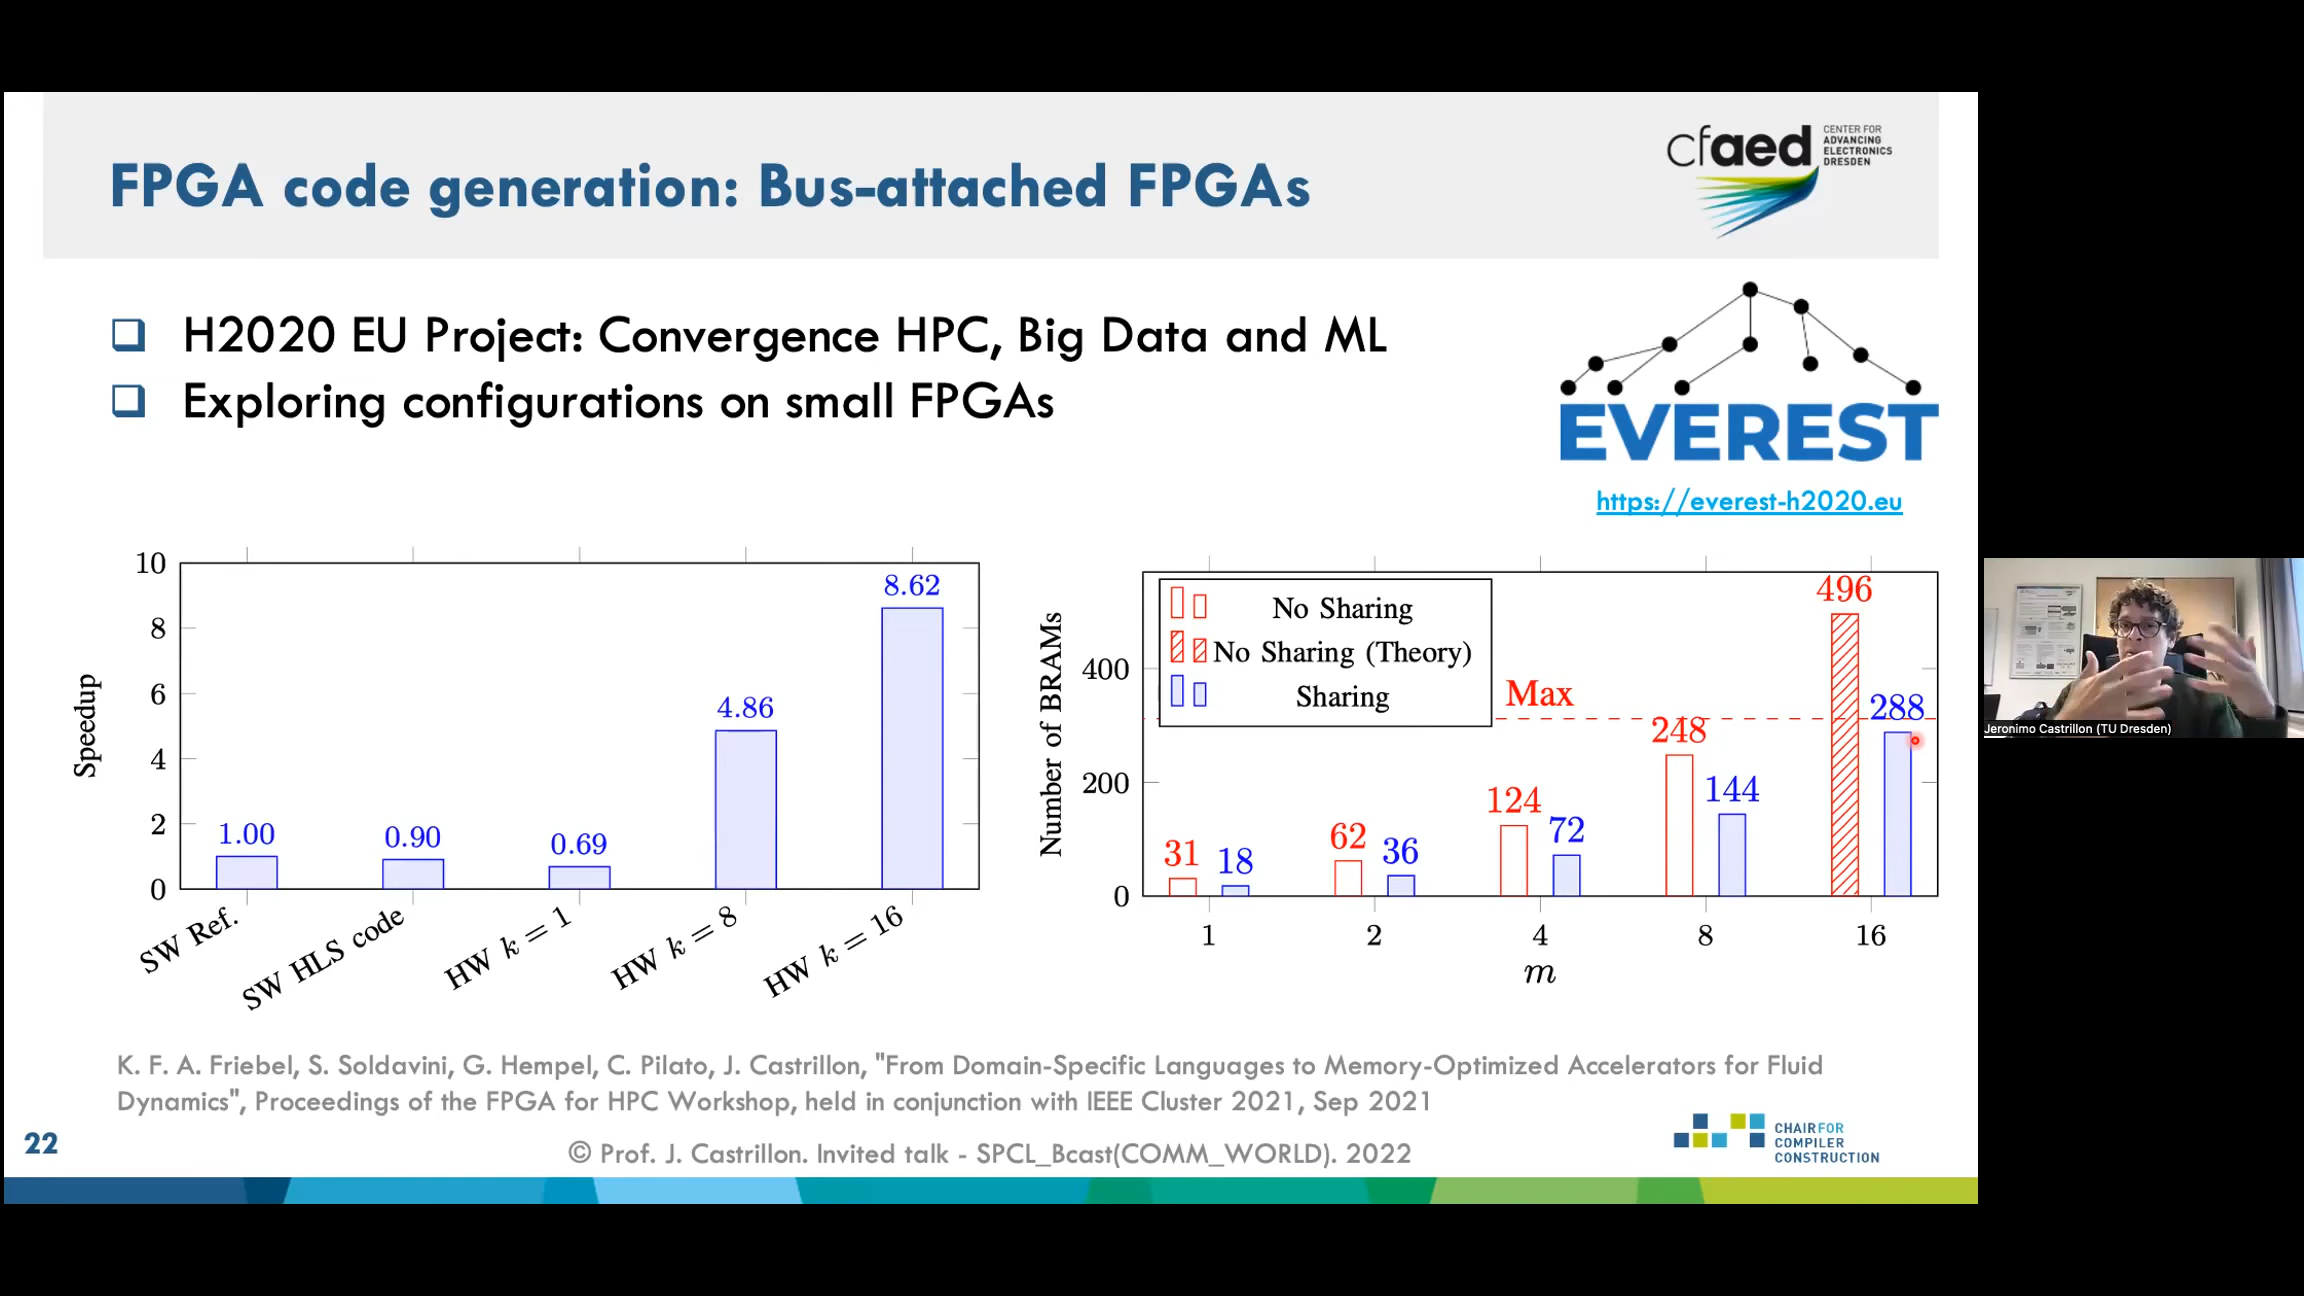 FPGA code generation: Bus-attached FPGAs
cfaed
CENTER FOR
ADVANCING
ELECTRONICS
DRESDEN
H2020 EU Project: Convergence HPC, Big Data and ML
Exploring configurations on small FPGAs
EVEREST
https://everest-h2020.eu
Speedup
10
8
6
4
2
0
1.00
0.90
0.69
4.86
8.62
SW Ref.
SW HLS code
HW k = 1
HW k = 8
HW k = 16
Number of BRAMs
400
200
0
No Sharing
No Sharing (Theory)
Sharing
Max
31
18
62
36
124
72
248
144
496
288
1
2
4
8
16
m
Jeronimo Castrillon (TU Dresden)
K. F. A. Friebel, S. Soldavini, G. Hempel, C. Pilato, J. Castrillon, "From Domain-Specific Languages to Memory-Optimized Accelerators for Fluid
Dynamics", Proceedings of the FPGA for HPC Workshop, held in conjunction with IEEE Cluster 2021, Sep 2021
22
© Prof. J. Castrillon. Invited talk - SPCL_Bcast(COMM_WORLD). 2022
CHAIR FOR
COMPILER
CONSTRUCTION